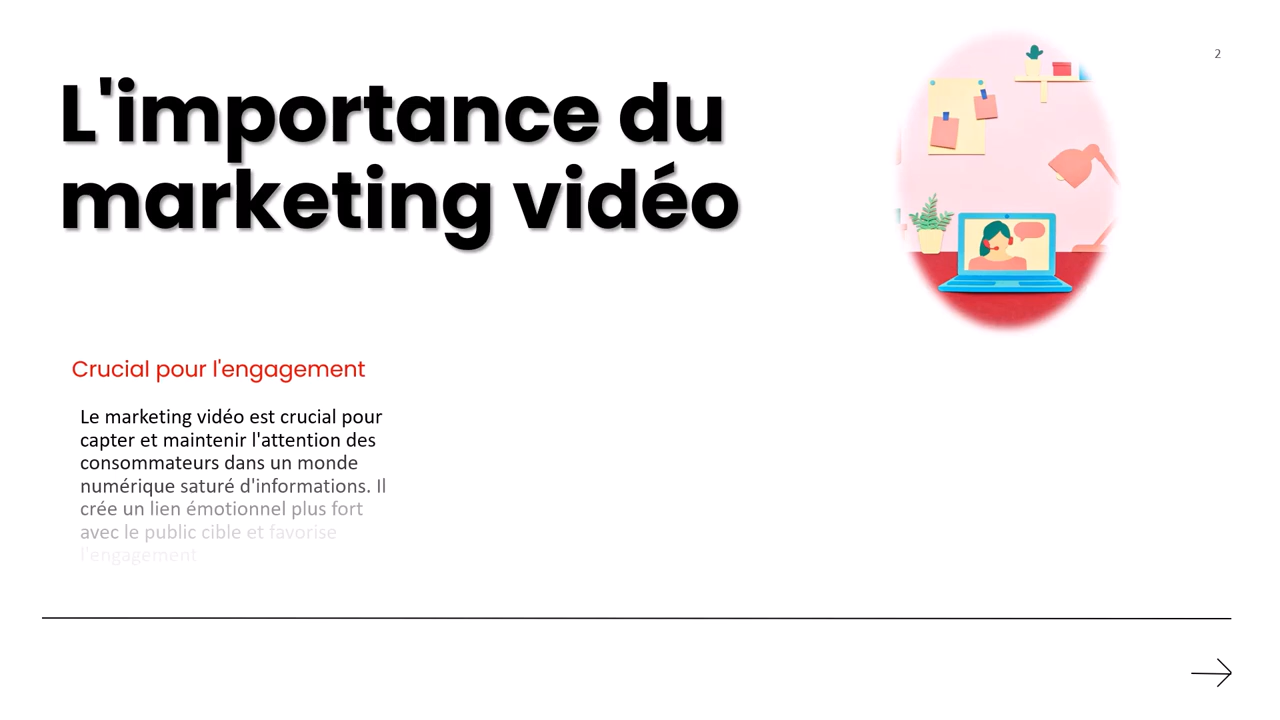 2
L'importance du
marketing vidéo
Crucial pour l'engagement
Le marketing vidéo est crucial pour
capter et maintenir l'attention des
consommateurs dans un monde
numérique saturé d'informations. Il
crée un lien émotionnel plus fort
avec le public cible et favorise
l'engagement